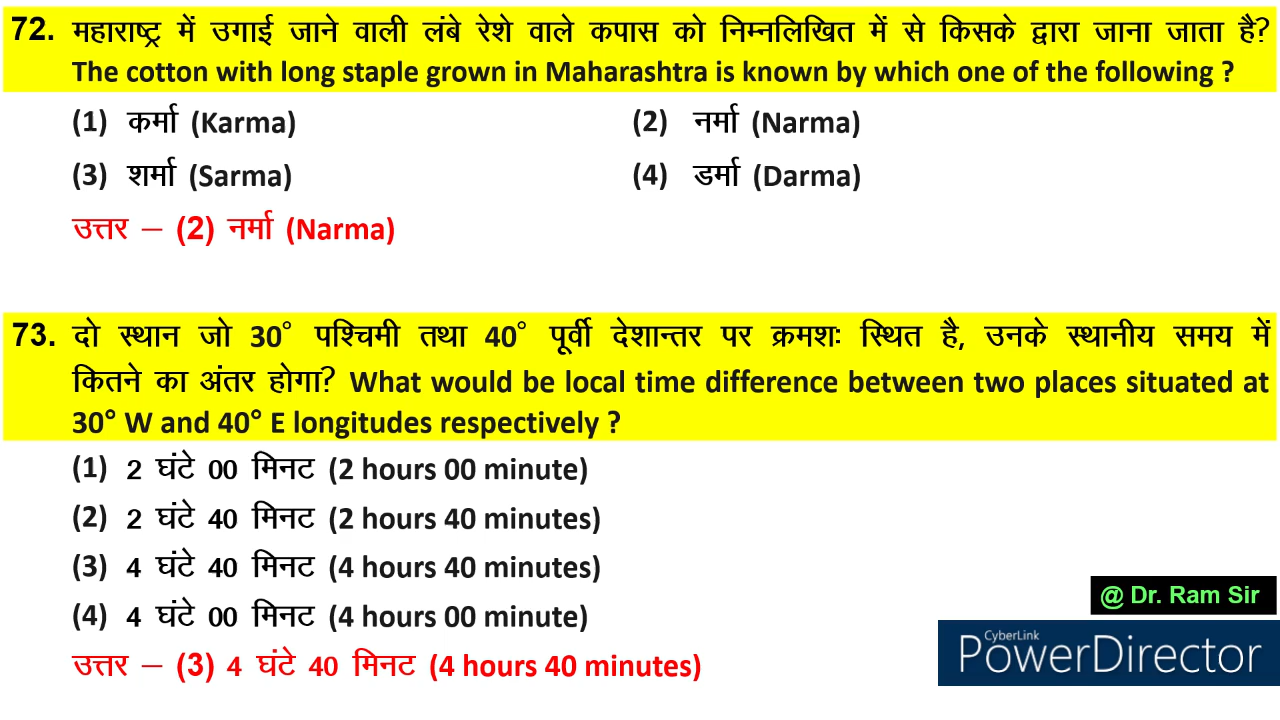 72. महाराष्ट्र में उगाई जाने वाली लंबे रेशे वाले कपास को निम्नलिखित में से किसके द्वारा जाना जाता है?
The cotton with long staple grown in Maharashtra is known by which one of the following ?
(1) कर्मा (Karma) (2) नर्मा (Narma)
(3) शर्मा (Sarma) (4) डर्मा (Darma)
उत्तर – (2) नर्मा (Narma)
73. दो स्थान जो 30° पश्चिमी तथा 40° पूर्वी देशान्तर पर क्रमशः स्थित है, उनके स्थानीय समय में
कितने का अंतर होगा? What would be local time difference between two places situated at
30° W and 40° E longitudes respectively ?
(1) 2 घंटे 00 मिनट (2 hours 00 minute)
(2) 2 घंटे 40 मिनट (2 hours 40 minutes)
(3) 4 घंटे 40 मिनट (4 hours 40 minutes)
(4) 4 घंटे 00 मिनट (4 hours 00 minute)
उत्तर – (3) 4 घंटे 40 मिनट (4 hours 40 minutes)
@ Dr. Ram Sir
CyberLink
PowerDirector